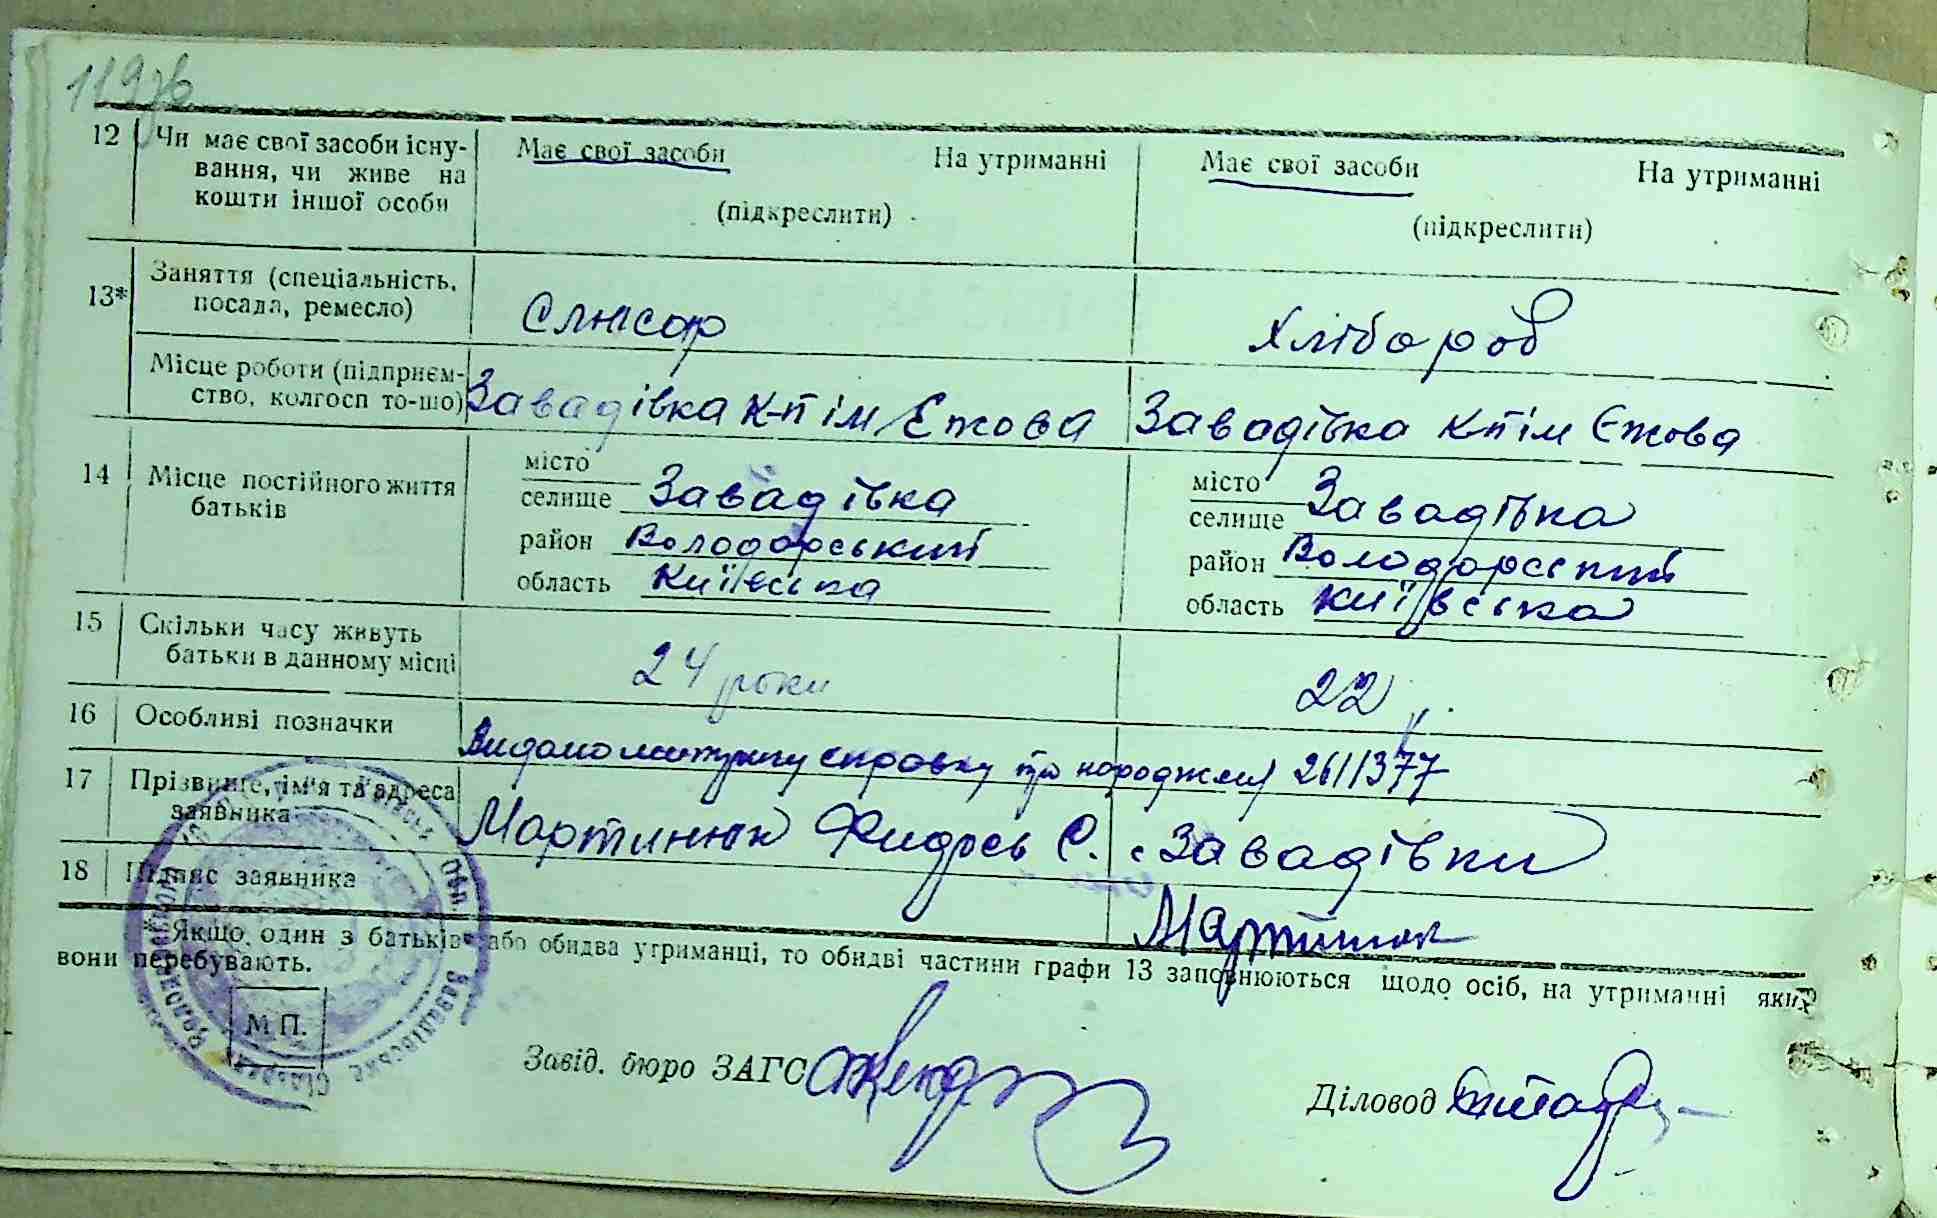 119зв
12 Чи має свої засоби існу- Має свої засоби На утриманні Має свої засоби На утриманні
вання, чи живе на
кошти іншої особи (підкреслити) (підкреслити)
13* Заняття (спеціальність,
посада, ремесло) Слюсар Хлібороб
Місце роботи (підприєм-
ство, колгосп то-шо) Завадівка к-п ім Єжова Завадівка к-п ім Єжова
14 Місце постійного життя
батьків
місто місто
селище Завадівка селище Завадівка
район Володарський район Володарський
область Київська область Київська
15 Скільки часу живуть
батьки в данному місці 24 роки 22 р.
16 Особливі позначки Видано метричну справку про народження 2611377
17 Прізвище, ім'я та адреса
заявника Мартинюк Фидось С. с Завадівки
18 Підпис заявника Мартинюк
Якщо один з батьків або обидва утриманці, то обидві частини графи 13 заповнюються щодо осіб, на утриманні яких
вони перебувають.
М П.
Завід. бюро ЗАГС
Діловод